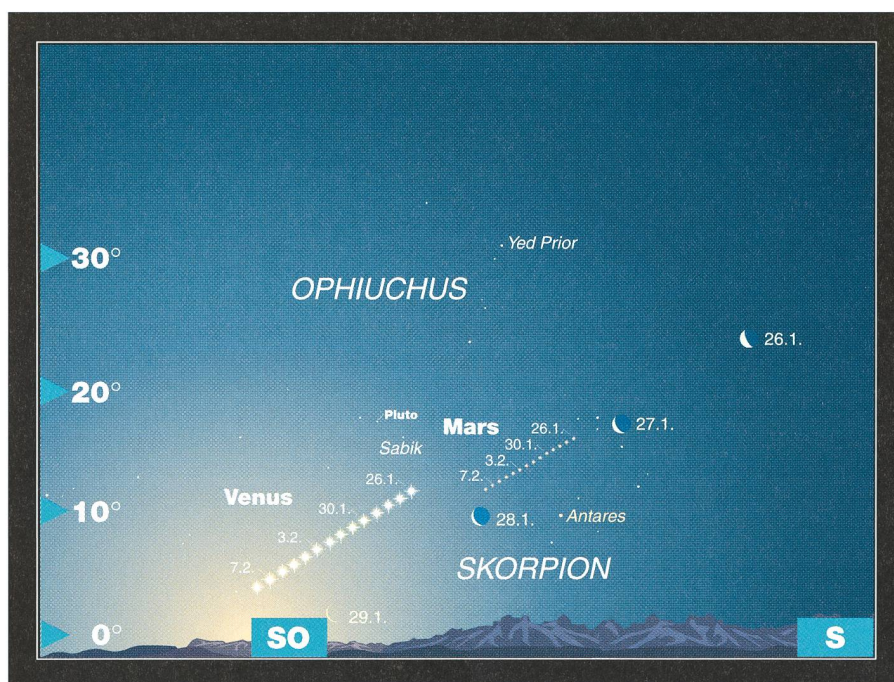 Yed Prior
30°
OPHIUCHUS
26.1.
20°
Pluto
Mars
26.1.
27.1.
Sabik
30.1.
3.2.
26.1.
7.2.
Venus
30.1.
10°
28.1.
Antares
3.2.
7.2.
SKORPION
29.1.
0°
SO
S